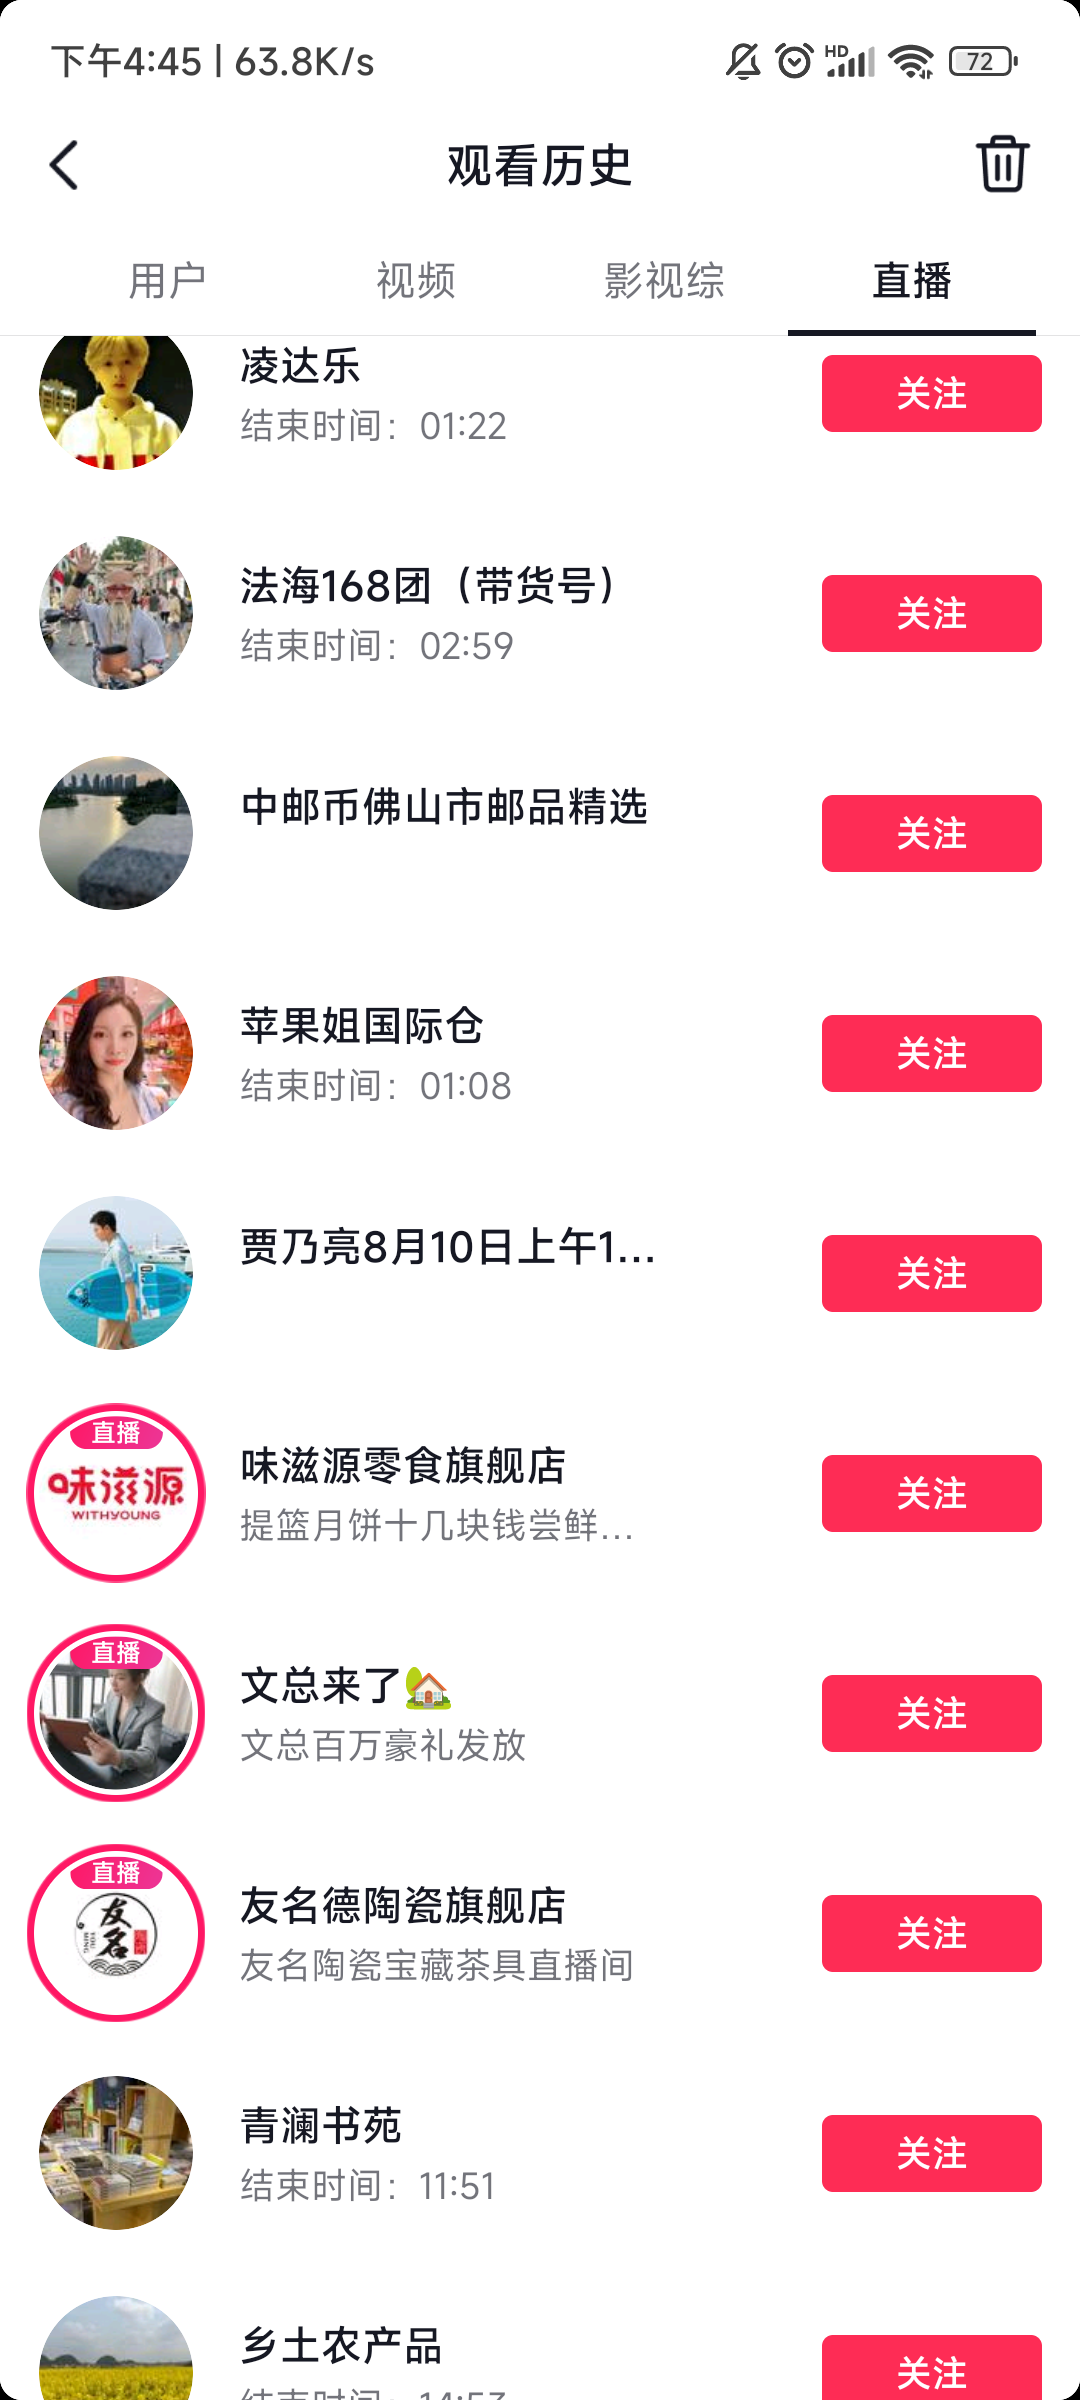 下午4:45 | 63.8K/s
HD
72
观看历史
用户 视频 影视综 直播
凌达乐
结束时间：01:22
关注
法海168团（带货号）
结束时间：02:59
关注
中邮币佛山市邮品精选
关注
苹果姐国际仓
结束时间：01:08
关注
贾乃亮8月10日上午1...
关注
直播
味滋源
WITHYOUNG
味滋源零食旗舰店
提篮月饼十几块钱尝鲜...
关注
直播
文总来了🏡
文总百万豪礼发放
关注
直播
友名
YOU MING
友名德陶瓷旗舰店
友名陶瓷宝藏茶具直播间
关注
青澜书苑
结束时间：11:51
关注
乡土农产品
结束时间：14:53
关注